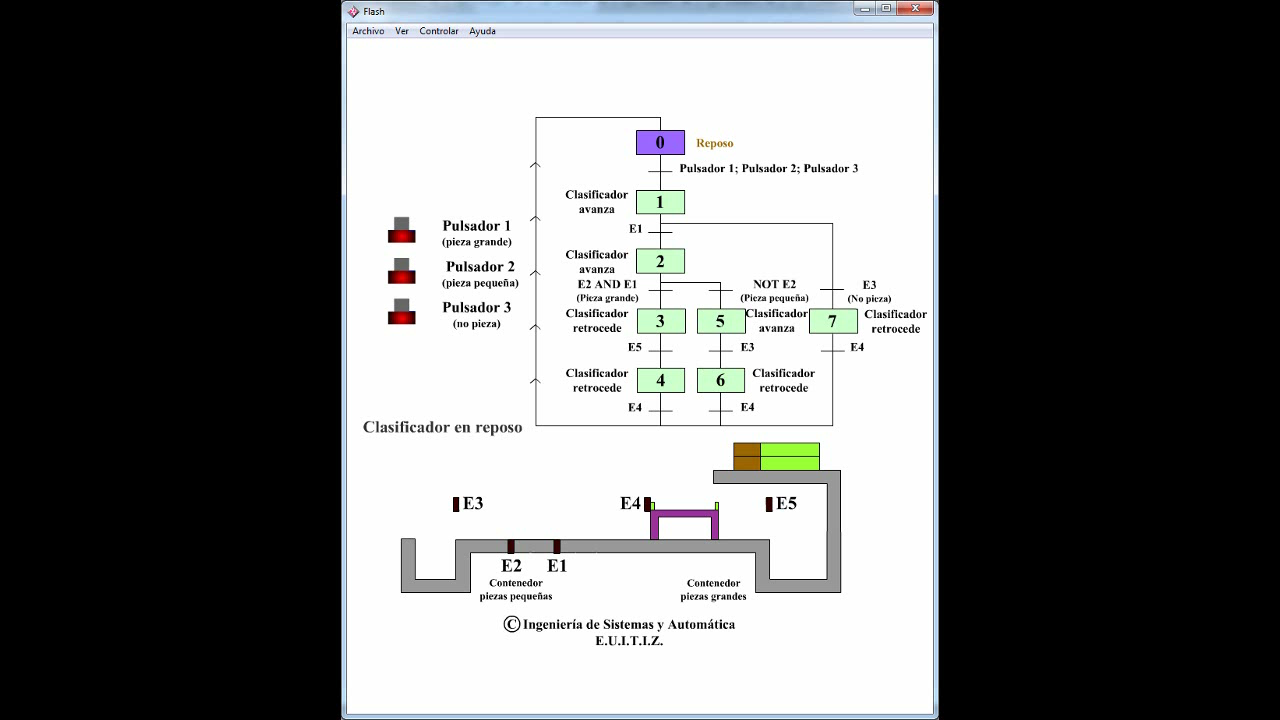 Flash
Archivo Ver Controlar Ayuda
0 Reposo
Pulsador 1; Pulsador 2; Pulsador 3
Clasificador
avanza
1
E1
Clasificador
avanza
2
Pulsador 1
(pieza grande)
Pulsador 2
(pieza pequeña)
Pulsador 3
(no pieza)
E2 AND E1
(Pieza grande)
NOT E2
(Pieza pequeña)
E3
(No pieza)
Clasificador
retrocede
3
5
Clasificador
avanza
7
Clasificador
retrocede
E5
E3
E4
Clasificador
retrocede
4
6
Clasificador
retrocede
E4
E4
Clasificador en reposo
E3
E4
E5
E2
E1
Contenedor
piezas pequeñas
Contenedor
piezas grandes
© Ingeniería de Sistemas y Automática
E.U.I.T.I.Z.